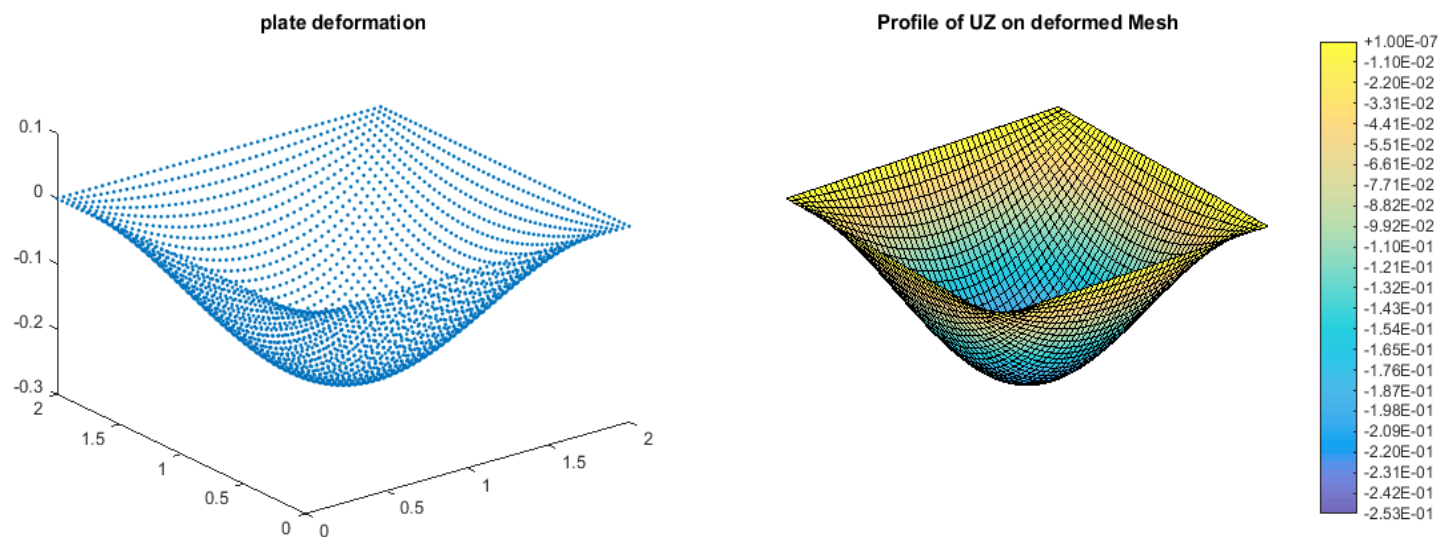 plate deformation
0.1
0
-0.1
-0.2
-0.3
2
1.5
1
0.5
0
0
0.5
1
1.5
2
Profile of UZ on deformed Mesh
+1.00E-07
-1.10E-02
-2.20E-02
-3.31E-02
-4.41E-02
-5.51E-02
-6.61E-02
-7.71E-02
-8.82E-02
-9.92E-02
-1.10E-01
-1.21E-01
-1.32E-01
-1.43E-01
-1.54E-01
-1.65E-01
-1.76E-01
-1.87E-01
-1.98E-01
-2.09E-01
-2.20E-01
-2.31E-01
-2.42E-01
-2.53E-01